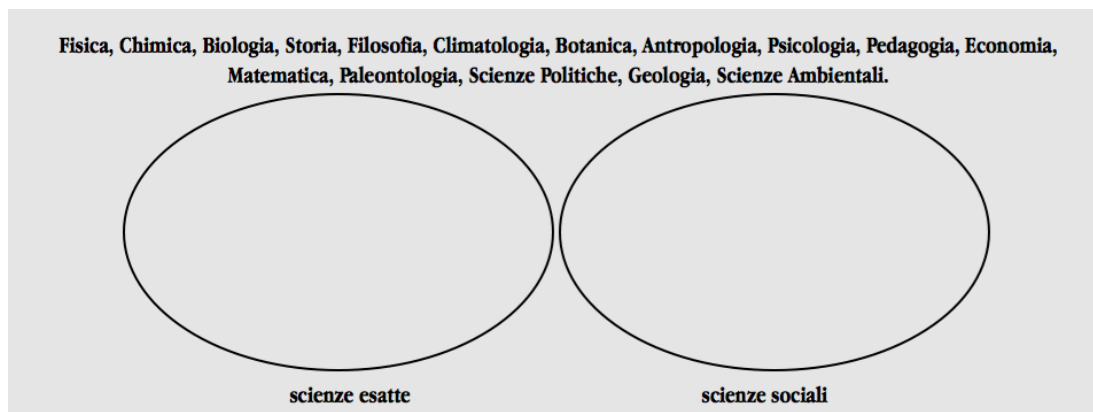 Fisica, Chimica, Biologia, Storia, Filosofia, Climatologia, Botanica, Antropologia, Psicologia, Pedagogia, Economia,
Matematica, Paleontologia, Scienze Politiche, Geologia, Scienze Ambientali.
scienze esatte
scienze sociali